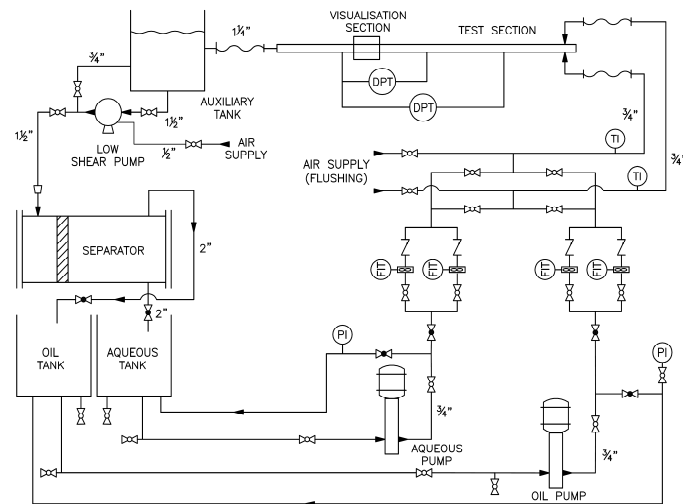 VISUALISATION
SECTION
TEST SECTION
1¼"
¾"
DPT
DPT
AUXILIARY
TANK
1½"
1½"
LOW
SHEAR PUMP
½"
AIR
SUPPLY
¾"
TI
AIR SUPPLY
(FLUSHING)
¾"
TI
SEPARATOR
2"
FIT
FIT
FIT
FIT
2"
OIL
TANK
AQUEOUS
TANK
PI
PI
¾"
AQUEOUS
PUMP
¾"
OIL PUMP